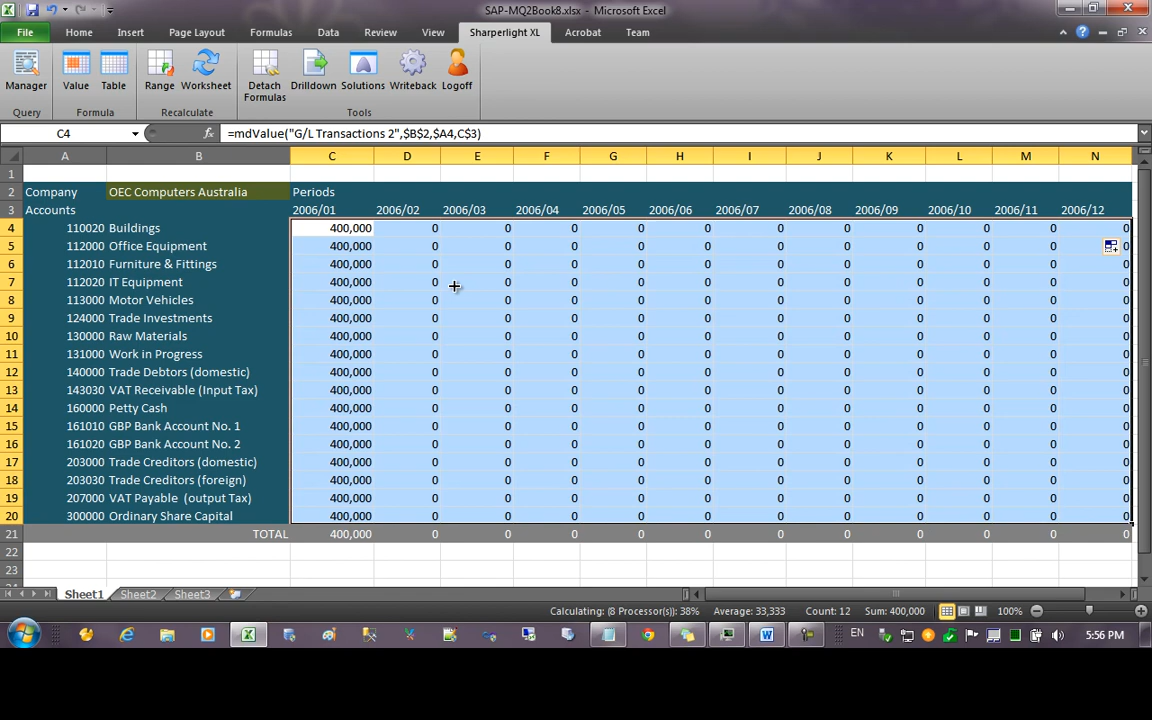 SAP-MQ2Book8.xlsx - Microsoft Excel
File Home Insert Page Layout Formulas Data Review View Sharperlight XL Acrobat Team
Manager Value Table Range Worksheet Detach Formulas Drilldown Solutions Writeback Logoff
Query Formula Recalculate Tools
C4 fx =mdValue("G/L Transactions 2",$B$2,$A4,C$3)
A B C D E F G H I J K L M N
1
2 Company OEC Computers Australia Periods
3 Accounts 2006/01 2006/02 2006/03 2006/04 2006/05 2006/06 2006/07 2006/08 2006/09 2006/10 2006/11 2006/12
4 110020 Buildings 400,000 0 0 0 0 0 0 0 0 0 0 0
5 112000 Office Equipment 400,000 0 0 0 0 0 0 0 0 0 0 0
6 112010 Furniture & Fittings 400,000 0 0 0 0 0 0 0 0 0 0 0
7 112020 IT Equipment 400,000 0 0 0 0 0 0 0 0 0 0 0
8 113000 Motor Vehicles 400,000 0 0 0 0 0 0 0 0 0 0 0
9 124000 Trade Investments 400,000 0 0 0 0 0 0 0 0 0 0 0
10 130000 Raw Materials 400,000 0 0 0 0 0 0 0 0 0 0 0
11 131000 Work in Progress 400,000 0 0 0 0 0 0 0 0 0 0 0
12 140000 Trade Debtors (domestic) 400,000 0 0 0 0 0 0 0 0 0 0 0
13 143030 VAT Receivable (Input Tax) 400,000 0 0 0 0 0 0 0 0 0 0 0
14 160000 Petty Cash 400,000 0 0 0 0 0 0 0 0 0 0 0
15 161010 GBP Bank Account No. 1 400,000 0 0 0 0 0 0 0 0 0 0 0
16 161020 GBP Bank Account No. 2 400,000 0 0 0 0 0 0 0 0 0 0 0
17 203000 Trade Creditors (domestic) 400,000 0 0 0 0 0 0 0 0 0 0 0
18 203030 Trade Creditors (foreign) 400,000 0 0 0 0 0 0 0 0 0 0 0
19 207000 VAT Payable (output Tax) 400,000 0 0 0 0 0 0 0 0 0 0 0
20 300000 Ordinary Share Capital 400,000 0 0 0 0 0 0 0 0 0 0 0
21 TOTAL 400,000 0 0 0 0 0 0 0 0 0 0 0
22
23
Sheet1 Sheet2 Sheet3
Calculating: (8 Processor(s)): 38% Average: 33,333 Count: 12 Sum: 400,000 100%
EN 5:56 PM